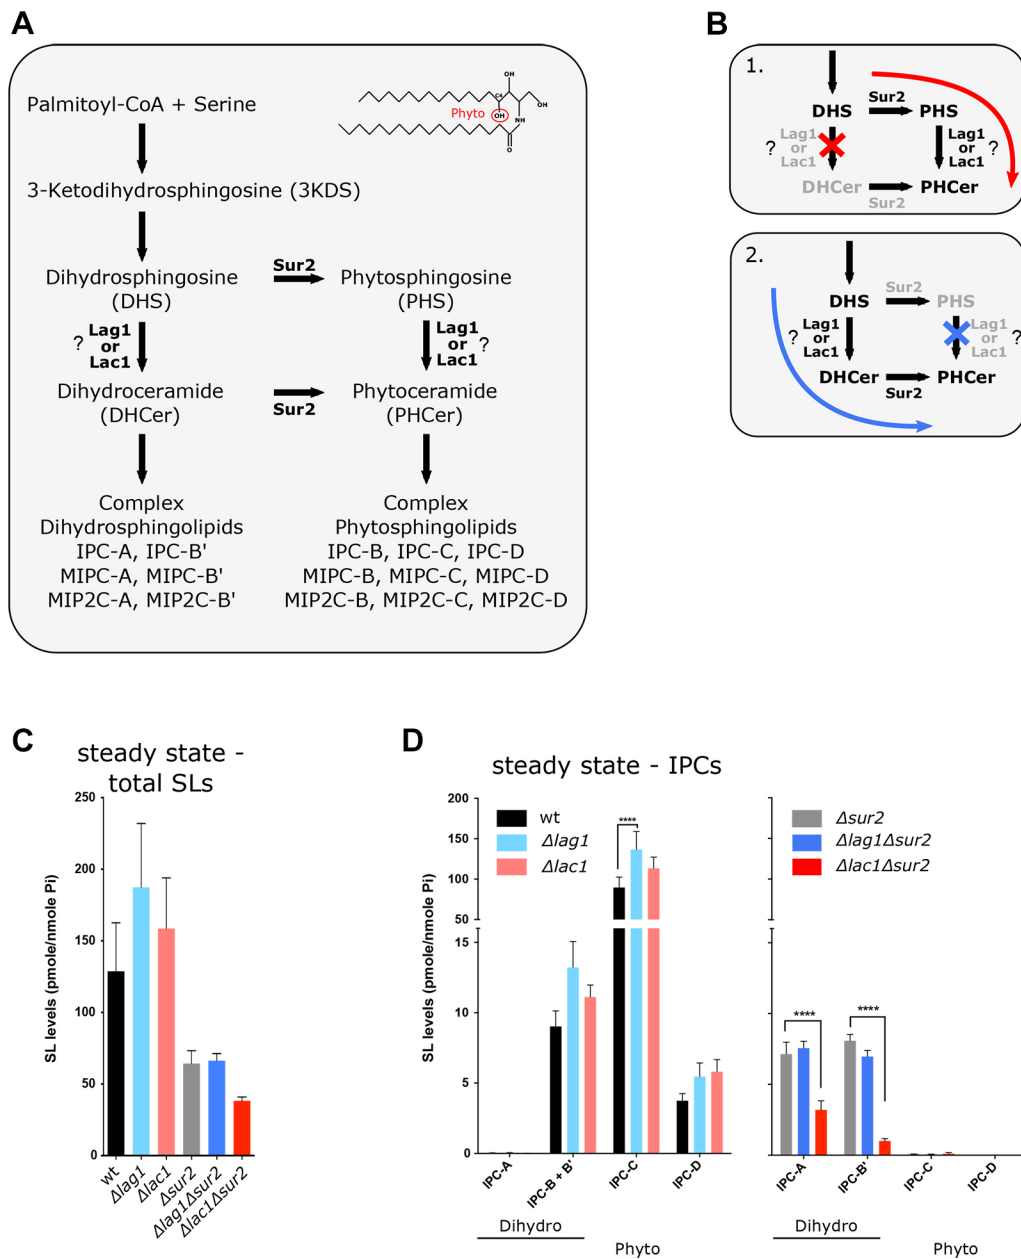 A
Palmitoyl-CoA + Serine
OH
C4
OH
Phyto
OH
NH
O
3-Ketodihydrosphingosine (3KDS)
Dihydrosphingosine
(DHS)
Sur2
Phytosphingosine
(PHS)
? Lag1
or
Lac1
Lag1
or ?
Lac1
Dihydroceramide
(DHCer)
Sur2
Phytoceramide
(PHCer)
Complex
Dihydrosphingolipids
IPC-A, IPC-B'
MIPC-A, MIPC-B'
MIP2C-A, MIP2C-B'
Complex
Phytosphingolipids
IPC-B, IPC-C, IPC-D
MIPC-B, MIPC-C, MIPC-D
MIP2C-B, MIP2C-C, MIP2C-D
B
1.
DHS
Sur2
PHS
? Lag1
or
Lac1
Lag1
or ?
Lac1
DHCer
Sur2
PHCer
2.
DHS
Sur2
PHS
? Lag1
or
Lac1
Lag1
or ?
Lac1
DHCer
Sur2
PHCer
C
steady state -
total SLs
SL levels (pmole/nmole Pi)
250
200
150
100
50
0
wt
Δlag1
Δlac1
Δsur2
Δlag1Δsur2
Δlac1Δsur2
D
steady state - IPCs
SL levels (pmole/nmole Pi)
200
150
100
50
15
10
5
0
wt
Δlag1
Δlac1
****
IPC-A
IPC-B + B'
IPC-C
IPC-D
Dihydro
Phyto
Δsur2
Δlag1Δsur2
Δlac1Δsur2
****
****
IPC-A
IPC-B'
IPC-C
IPC-D
Dihydro
Phyto